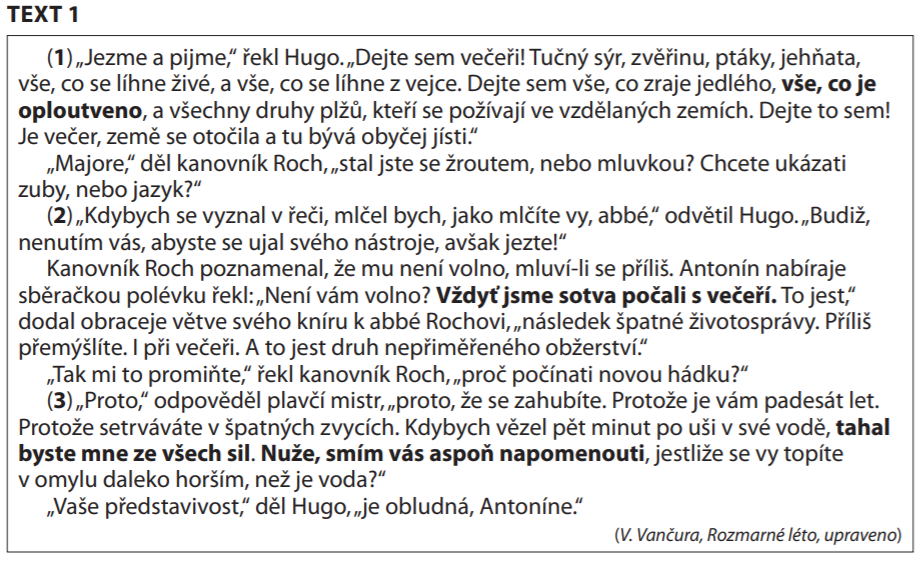 TEXT 1
(1) „Jezme a pijme,“ řekl Hugo. „Dejte sem večeři! Tučný sýr, zvěřinu, ptáky, jehňata,
vše, co se líhne živé, a vše, co se líhne z vejce. Dejte sem vše, co zraje jedlého, vše, co je
oploutveno, a všechny druhy plžů, kteří se požívají ve vzdělaných zemích. Dejte to sem!
Je večer, země se otočila a tu bývá obyčej jísti.“
„Majore,“ děl kanovník Roch, „stal jste se žroutem, nebo mluvkou? Chcete ukázati
zuby, nebo jazyk?“
(2) „Kdybych se vyznal v řeči, mlčel bych, jako mlčíte vy, abbé,“ odvětil Hugo. „Budiž,
nenutím vás, abyste se ujal svého nástroje, avšak jezte!“
Kanovník Roch poznamenal, že mu není volno, mluví-li se příliš. Antonín nabíraje
sběračkou polévku řekl: „Není vám volno? Vždyť jsme sotva počali s večeří. To jest,“
dodal obraceje větve svého kníru k abbé Rochovi, „následek špatné životosprávy. Příliš
přemýšlíte. I při večeři. A to jest druh nepřiměřeného obžerství.“
„Tak mi to promiňte,“ řekl kanovník Roch, „proč počínati novou hádku?“
(3) „Proto,“ odpověděl plavčí mistr, „proto, že se zahubíte. Protože je vám padesát let.
Protože setrváváte v špatných zvycích. Kdybych vězel pět minut po uši v své vodě, tahal
byste mne ze všech sil. Nuže, smím vás aspoň napomenouti, jestliže se vy topíte
v omylu daleko horším, než je voda?“
„Vaše představivost,“ děl Hugo, „je obludná, Antoníne.“
(V. Vančura, Rozmarné léto, upraveno)